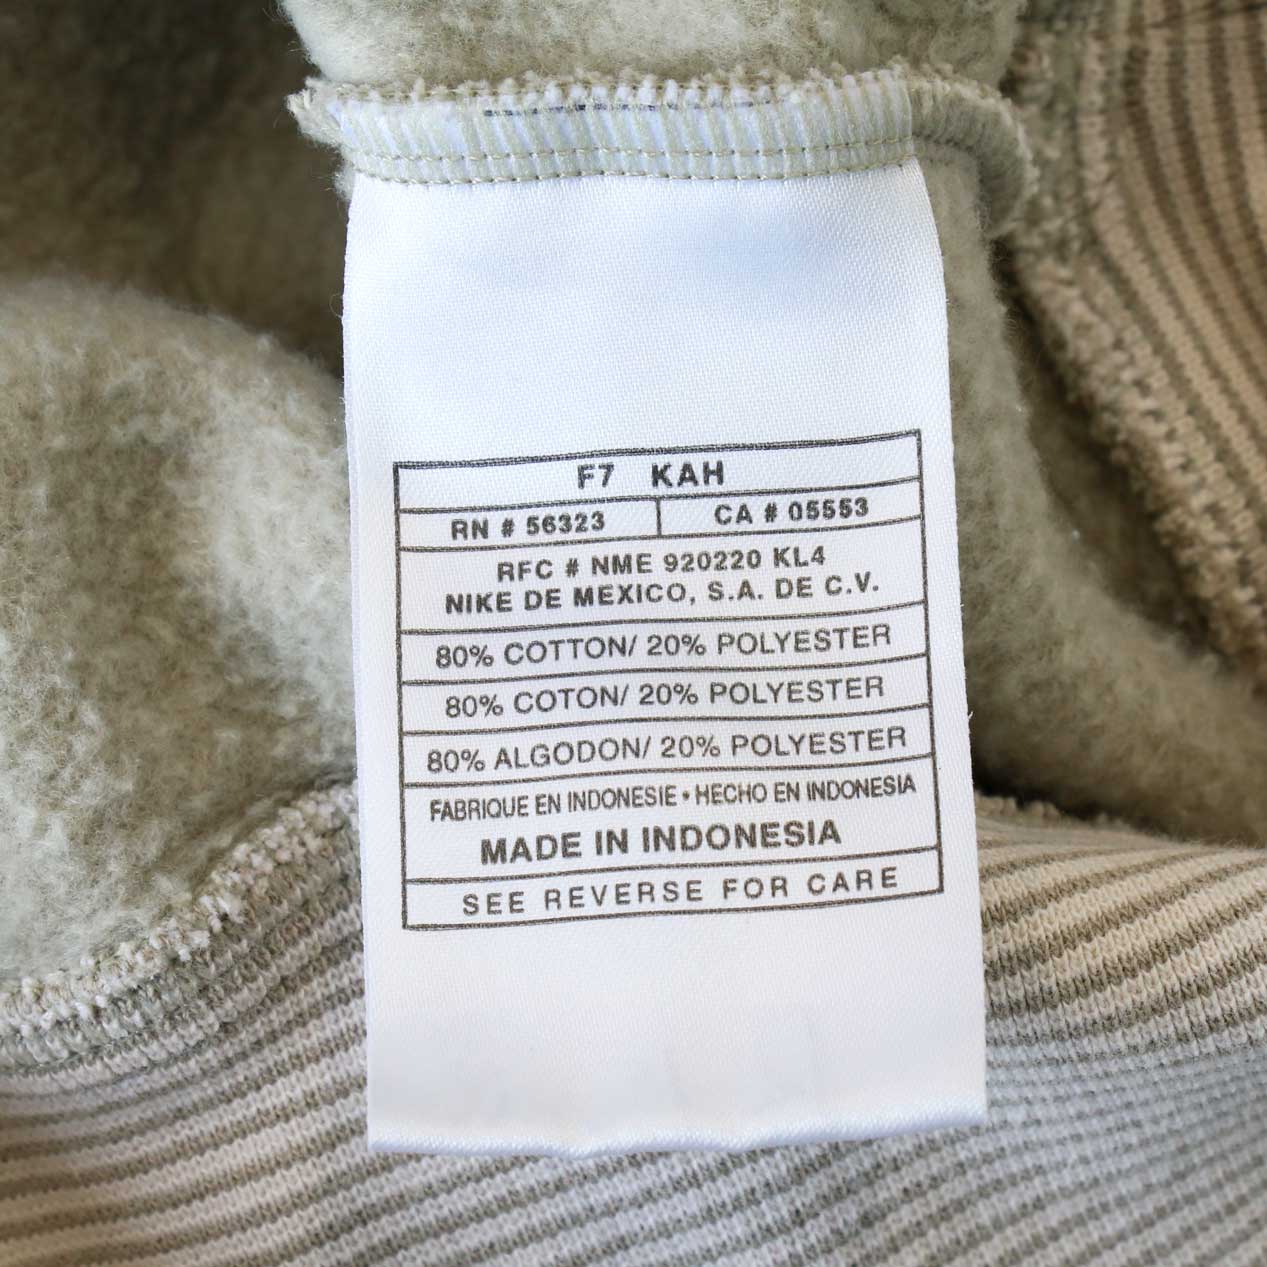 F7 KAH
RN # 56323 CA # 05553
RFC # NME 920220 KL4
NIKE DE MEXICO, S.A. DE C.V.
80% COTTON/ 20% POLYESTER
80% COTON/ 20% POLYESTER
80% ALGODON/ 20% POLYESTER
FABRIQUE EN INDONESIE • HECHO EN INDONESIA
MADE IN INDONESIA
SEE REVERSE FOR CARE